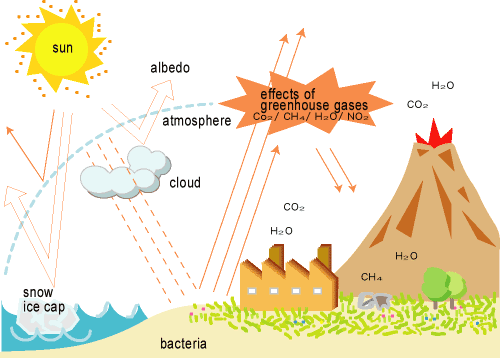 sun
albedo
effects of
greenhouse gases
CO₂/ CH₄/ H₂O/ NO₂
H₂O
CO₂
atmosphere
cloud
CO₂
H₂O
H₂O
CH₄
snow
ice cap
bacteria